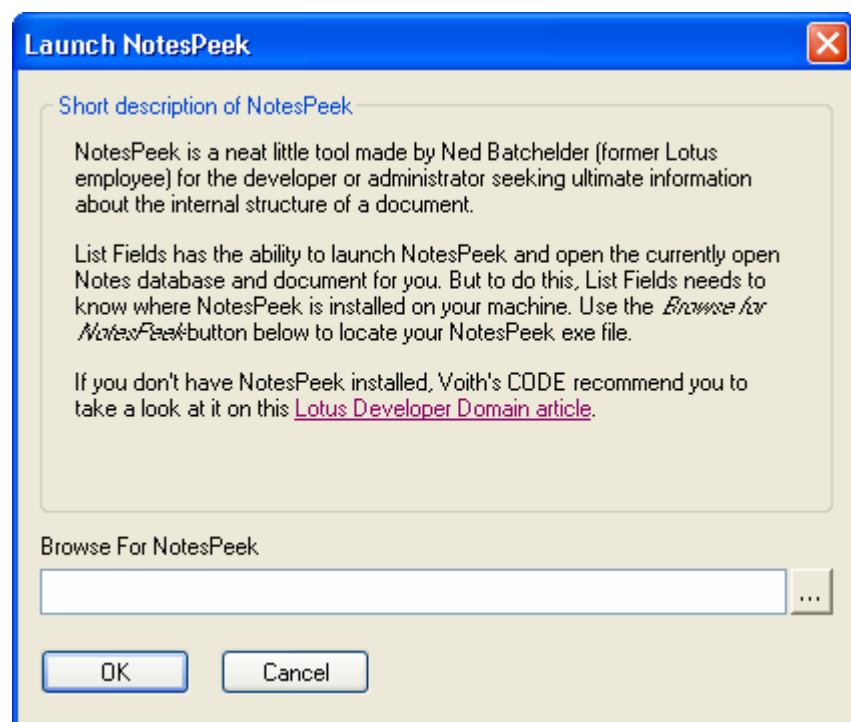 Launch NotesPeek
Short description of NotesPeek
NotesPeek is a neat little tool made by Ned Batchelder (former Lotus
employee) for the developer or administrator seeking ultimate information
about the internal structure of a document.
List Fields has the ability to launch NotesPeek and open the currently open
Notes database and document for you. But to do this, List Fields needs to
know where NotesPeek is installed on your machine. Use the Browse for
NotesPeek button below to locate your NotesPeek exe file.
If you don't have NotesPeek installed, Voith's CODE recommend you to
take a look at it on this Lotus Developer Domain article.
Browse For NotesPeek
...
OK
Cancel